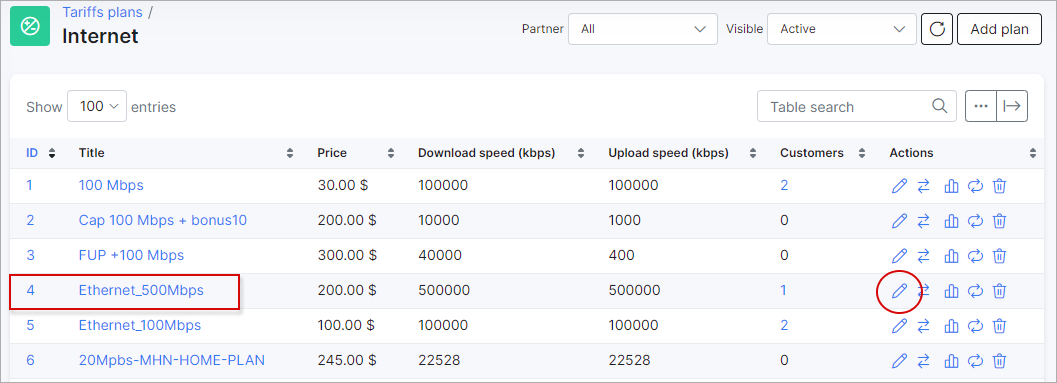 Tariffs plans /
Internet
Partner All Visible Active Add plan
Show 100 entries Table search
ID Title Price Download speed (kbps) Upload speed (kbps) Customers Actions
1 100 Mbps 30.00 $ 100000 100000 2
2 Cap 100 Mbps + bonus10 200.00 $ 10000 1000 0
3 FUP +100 Mbps 300.00 $ 40000 400 0
4 Ethernet_500Mbps 200.00 $ 500000 500000 1
5 Ethernet_100Mbps 100.00 $ 100000 100000 2
6 20Mpbs-MHN-HOME-PLAN 245.00 $ 22528 22528 0